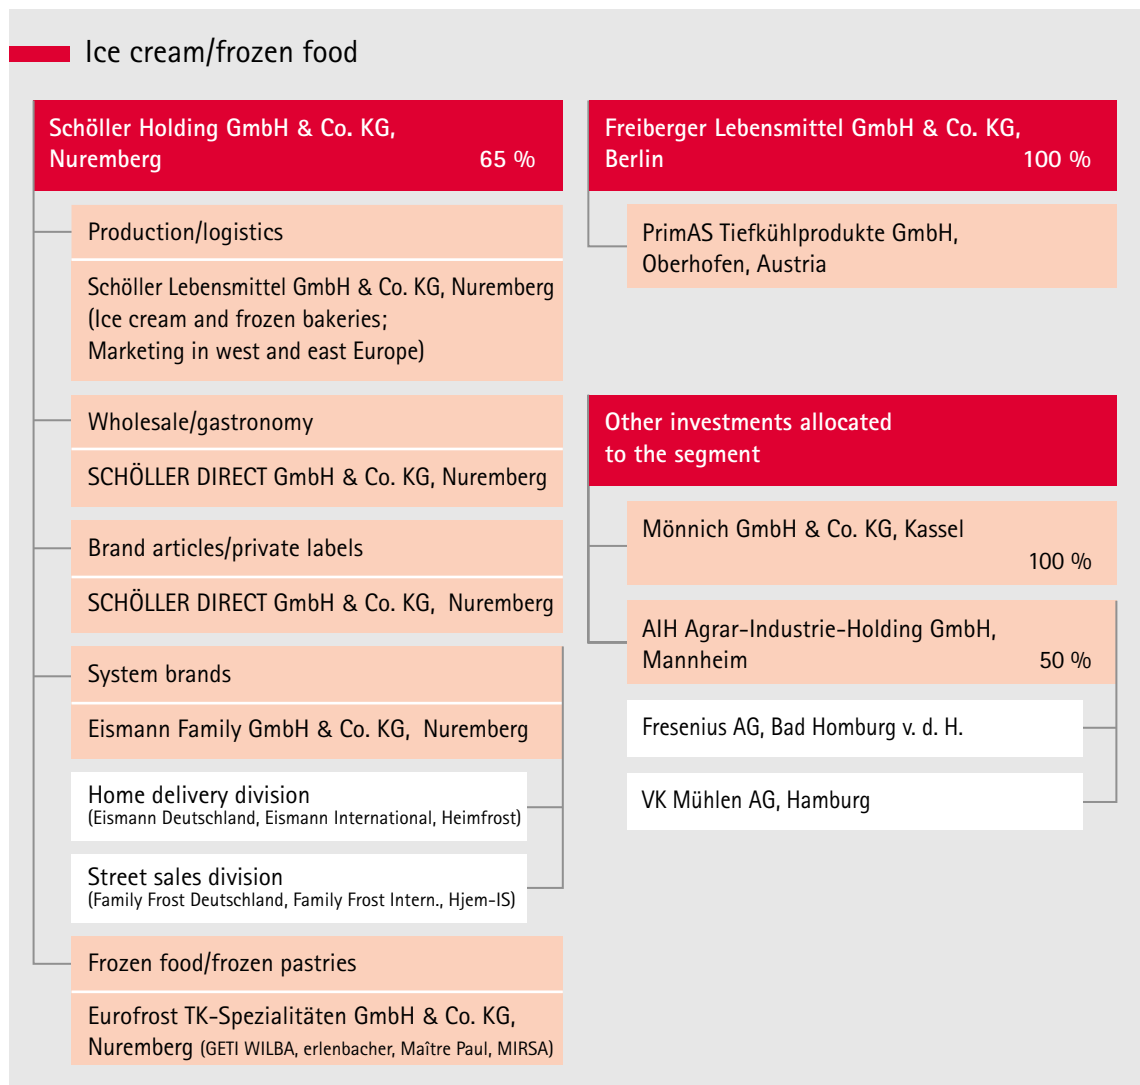 Ice cream/frozen food
Schöller Holding GmbH & Co. KG,
Nuremberg 65 %
Production/logistics
Schöller Lebensmittel GmbH & Co. KG, Nuremberg
(Ice cream and frozen bakeries;
Marketing in west and east Europe)
Wholesale/gastronomy
SCHÖLLER DIRECT GmbH & Co. KG, Nuremberg
Brand articles/private labels
SCHÖLLER DIRECT GmbH & Co. KG, Nuremberg
System brands
Eismann Family GmbH & Co. KG, Nuremberg
Home delivery division
(Eismann Deutschland, Eismann International, Heimfrost)
Street sales division
(Family Frost Deutschland, Family Frost Intern., Hjem-IS)
Frozen food/frozen pastries
Eurofrost TK-Spezialitäten GmbH & Co. KG,
Nuremberg (GETI WILBA, erlenbacher, Maître Paul, MIRSA)
Freiberger Lebensmittel GmbH & Co. KG,
Berlin 100 %
PrimAS Tiefkühlprodukte GmbH,
Oberhofen, Austria
Other investments allocated
to the segment
Mönnich GmbH & Co. KG, Kassel
100 %
AIH Agrar-Industrie-Holding GmbH,
Mannheim 50 %
Fresenius AG, Bad Homburg v. d. H.
VK Mühlen AG, Hamburg